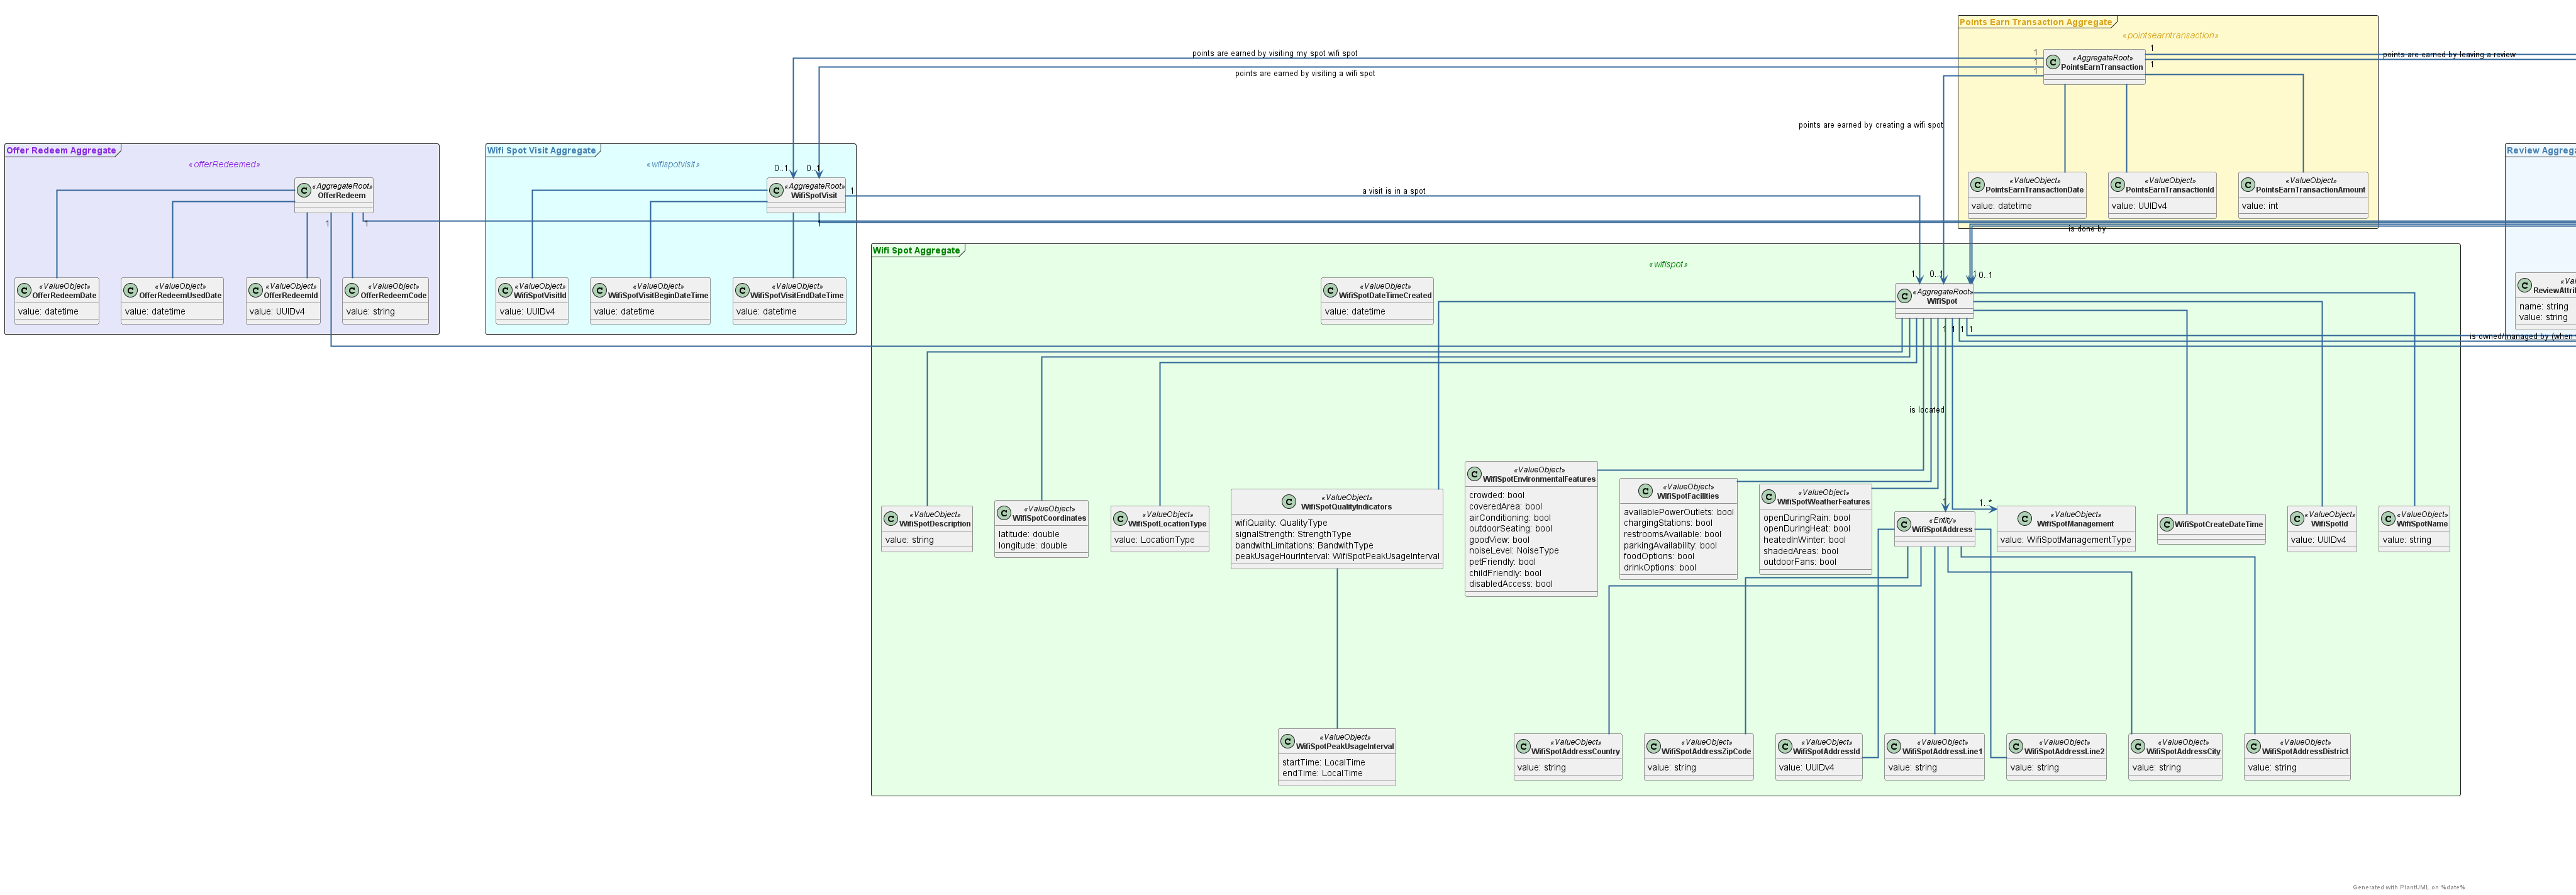 Points Earn Transaction Aggregate
«pointsearntransaction»
points are earned by visiting my spot wifi spot
points are earned by visiting a wifi spot
points are earned by creating a wifi spot
points are earned by leaving a review
1
1
1
1
1
«AggregateRoot»
PointsEarnTransaction
«ValueObject»
PointsEarnTransactionDate
value: datetime
«ValueObject»
PointsEarnTransactionId
value: UUIDv4
«ValueObject»
PointsEarnTransactionAmount
value: int
Offer Redeem Aggregate
«offerRedeemed»
«AggregateRoot»
OfferRedeem
1
1
«ValueObject»
OfferRedeemDate
value: datetime
«ValueObject»
OfferRedeemUsedDate
value: datetime
«ValueObject»
OfferRedeemId
value: UUIDv4
«ValueObject»
OfferRedeemCode
value: string
Wifi Spot Visit Aggregate
«wifispotvisit»
0..1
0..1
«AggregateRoot»
WifiSpotVisit
1
1
a visit is in a spot
«ValueObject»
WifiSpotVisitId
value: UUIDv4
«ValueObject»
WifiSpotVisitBeginDateTime
value: datetime
«ValueObject»
WifiSpotVisitEndDateTime
value: datetime
Review Aggreg
ReviewAttri
name: string
value: string
is done by
is owned/managed by (when
Wifi Spot Aggregate
«wifispot»
«ValueObject»
WifiSpotDateTimeCreated
value: datetime
1
0..1
1
0..1
«AggregateRoot»
WifiSpot
1
1
1
1
is located
1
1..*
«ValueObject»
WifiSpotDescription
value: string
«ValueObject»
WifiSpotCoordinates
latitude: double
longitude: double
«ValueObject»
WifiSpotLocationType
value: LocationType
«ValueObject»
WifiSpotQualityIndicators
wifiQuality: QualityType
signalStrength: StrengthType
bandwithLimitations: BandwithType
peakUsageHourInterval: WifiSpotPeakUsageInterval
«ValueObject»
WifiSpotEnvironmentalFeatures
crowded: bool
coveredArea: bool
airConditioning: bool
outdoorSeating: bool
goodView: bool
noiseLevel: NoiseType
petFriendly: bool
childFriendly: bool
disabledAccess: bool
«ValueObject»
WifiSpotFacilities
availablePowerOutlets: bool
chargingStations: bool
restroomsAvailable: bool
parkingAvailability: bool
foodOptions: bool
drinkOptions: bool
«ValueObject»
WifiSpotWeatherFeatures
openDuringRain: bool
openDuringHeat: bool
heatedInWinter: bool
shadedAreas: bool
outdoorFans: bool
«Entity»
WifiSpotAddress
«ValueObject»
WifiSpotManagement
value: WifiSpotManagementType
WifiSpotCreateDateTime
«ValueObject»
WifiSpotId
value: UUIDv4
«ValueObject»
WifiSpotName
value: string
«ValueObject»
WifiSpotPeakUsageInterval
startTime: LocalTime
endTime: LocalTime
«ValueObject»
WifiSpotAddressCountry
value: string
«ValueObject»
WifiSpotAddressZipCode
value: string
«ValueObject»
WifiSpotAddressId
value: UUIDv4
«ValueObject»
WifiSpotAddressLine1
value: string
«ValueObject»
WifiSpotAddressLine2
value: string
«ValueObject»
WifiSpotAddressCity
value: string
«ValueObject»
WifiSpotAddressDistrict
value: string
Generated with PlantUML on %date%